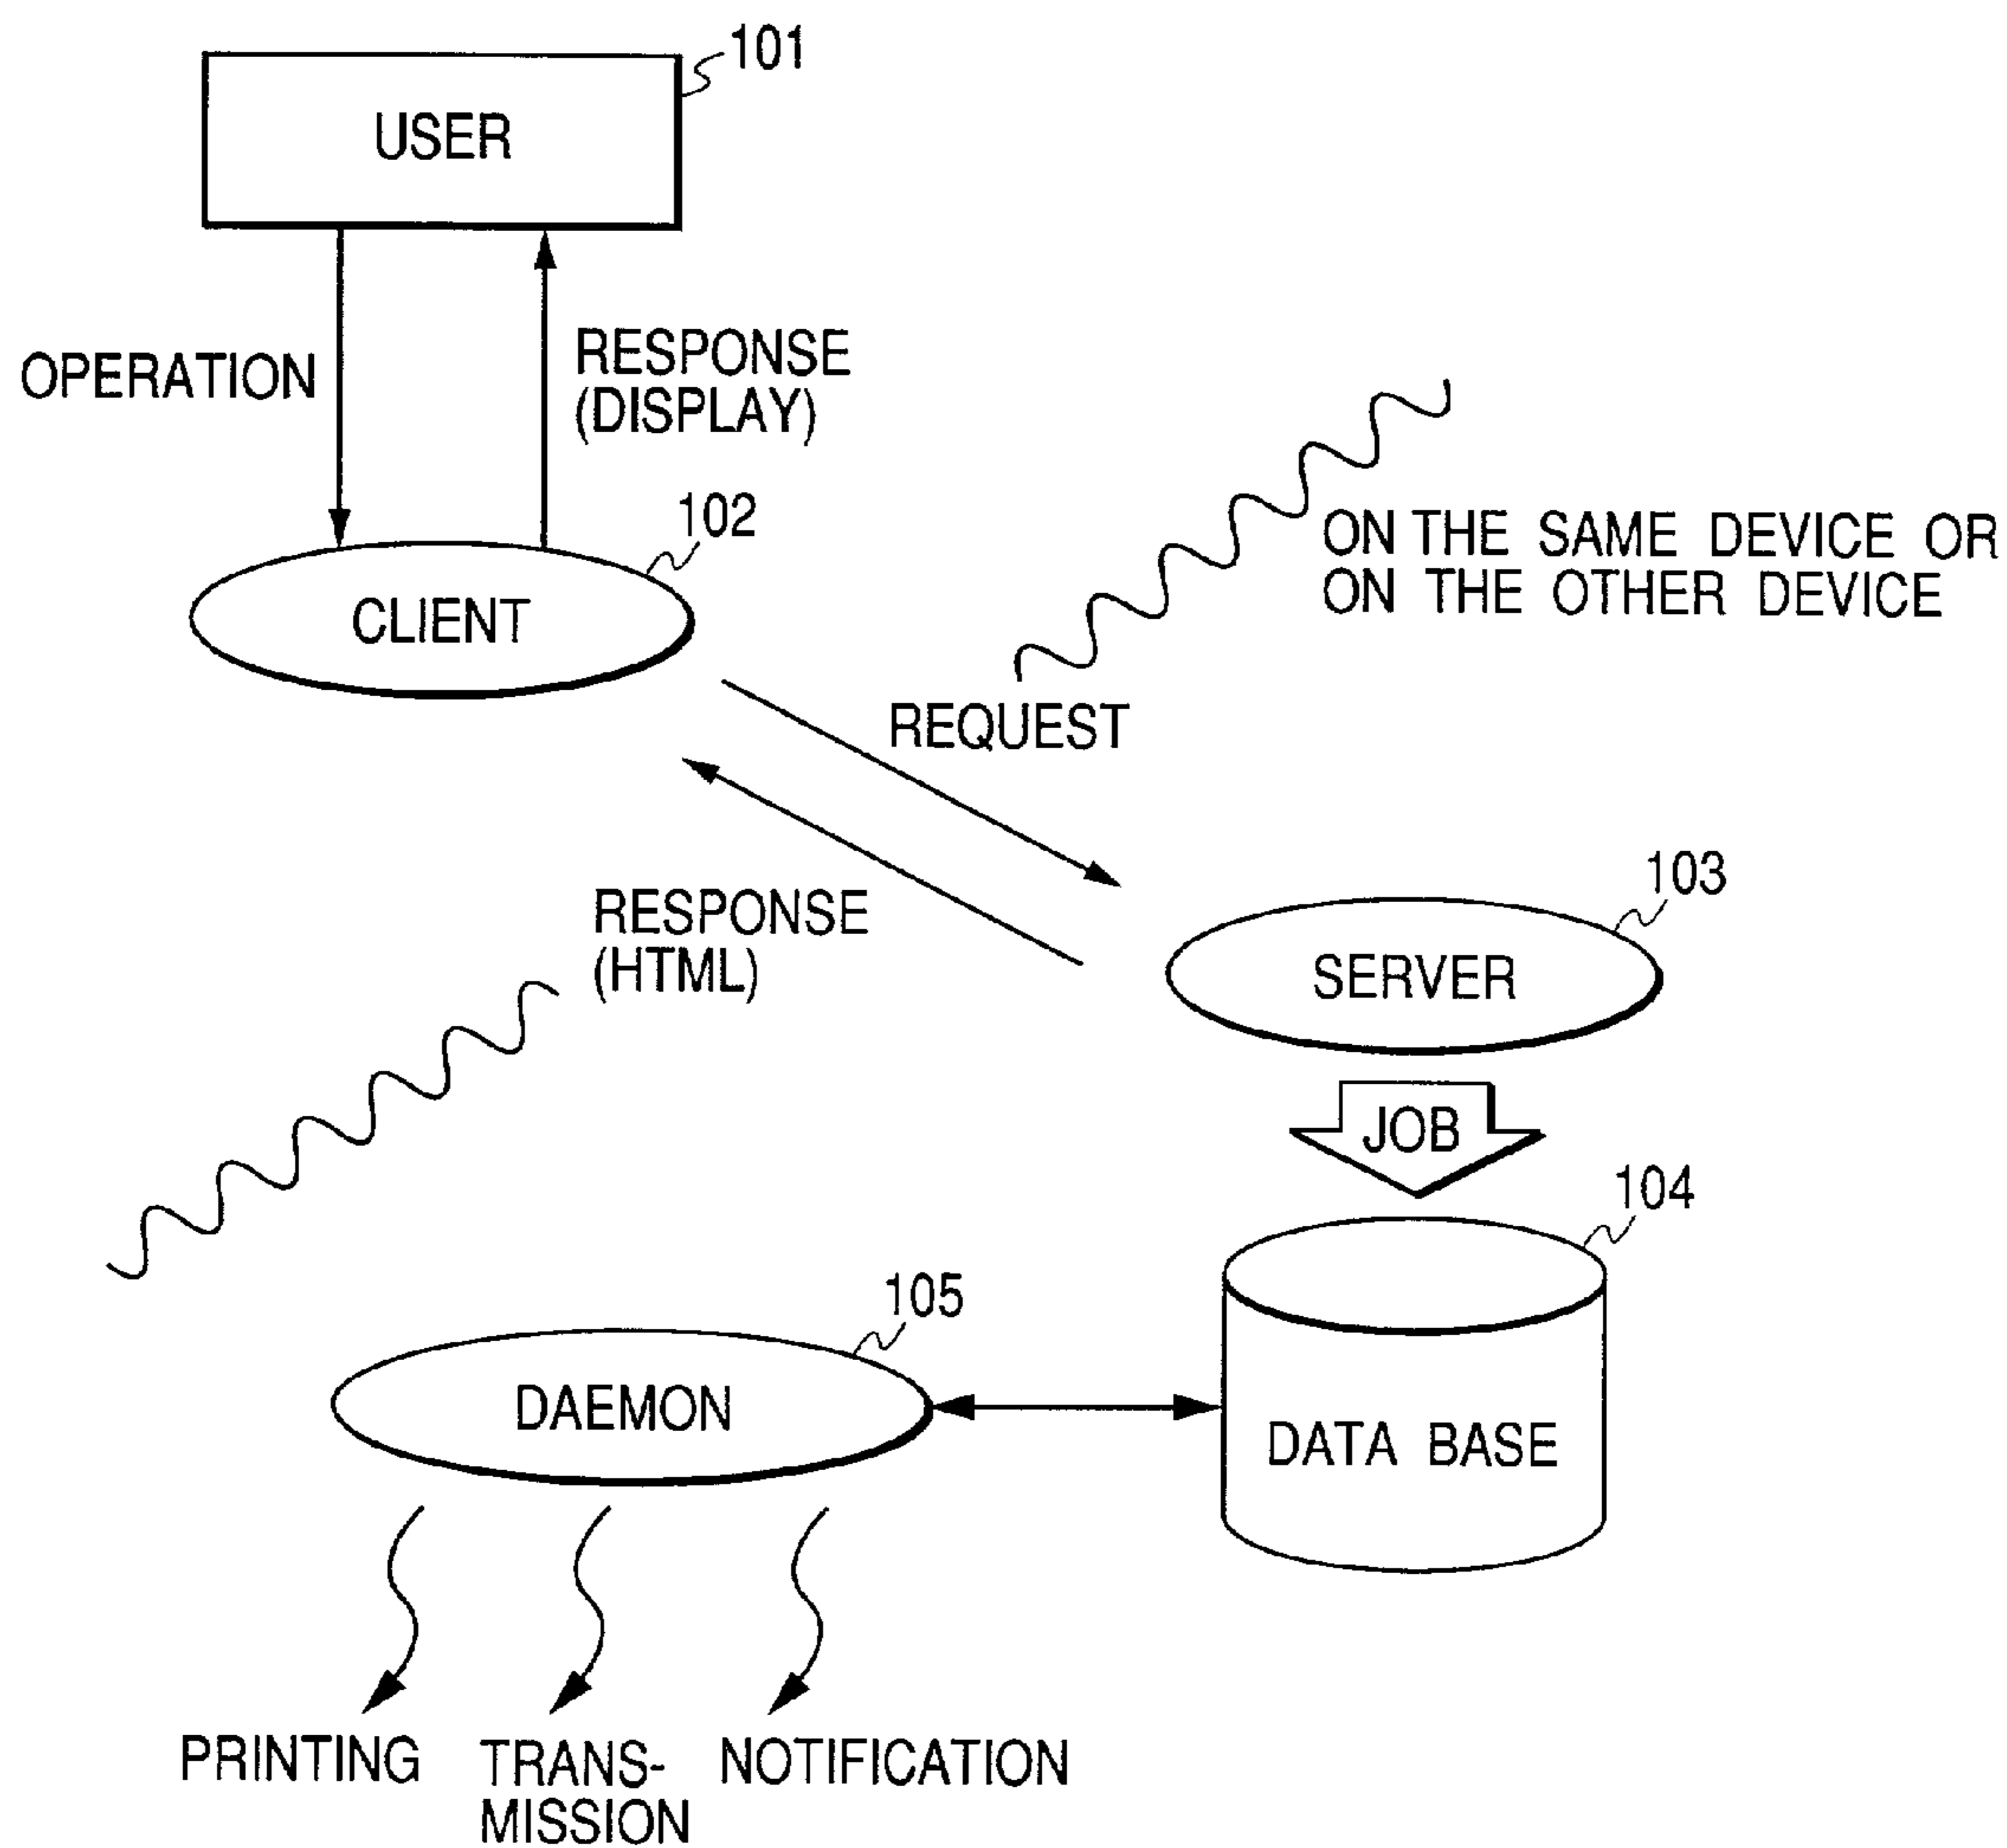 101
USER
OPERATION
RESPONSE
(DISPLAY)
102
CLIENT
ON THE SAME DEVICE OR
ON THE OTHER DEVICE
REQUEST
RESPONSE
(HTML)
103
SERVER
JOB
104
DATA BASE
105
DAEMON
PRINTING
TRANS-
MISSION
NOTIFICATION